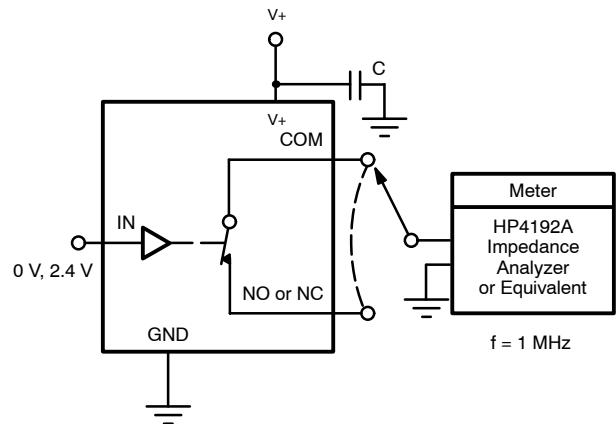 V+
C
V+
COM
IN
0 V, 2.4 V
NO or NC
GND
Meter
HP4192A
Impedance
Analyzer
or Equivalent
f = 1 MHz